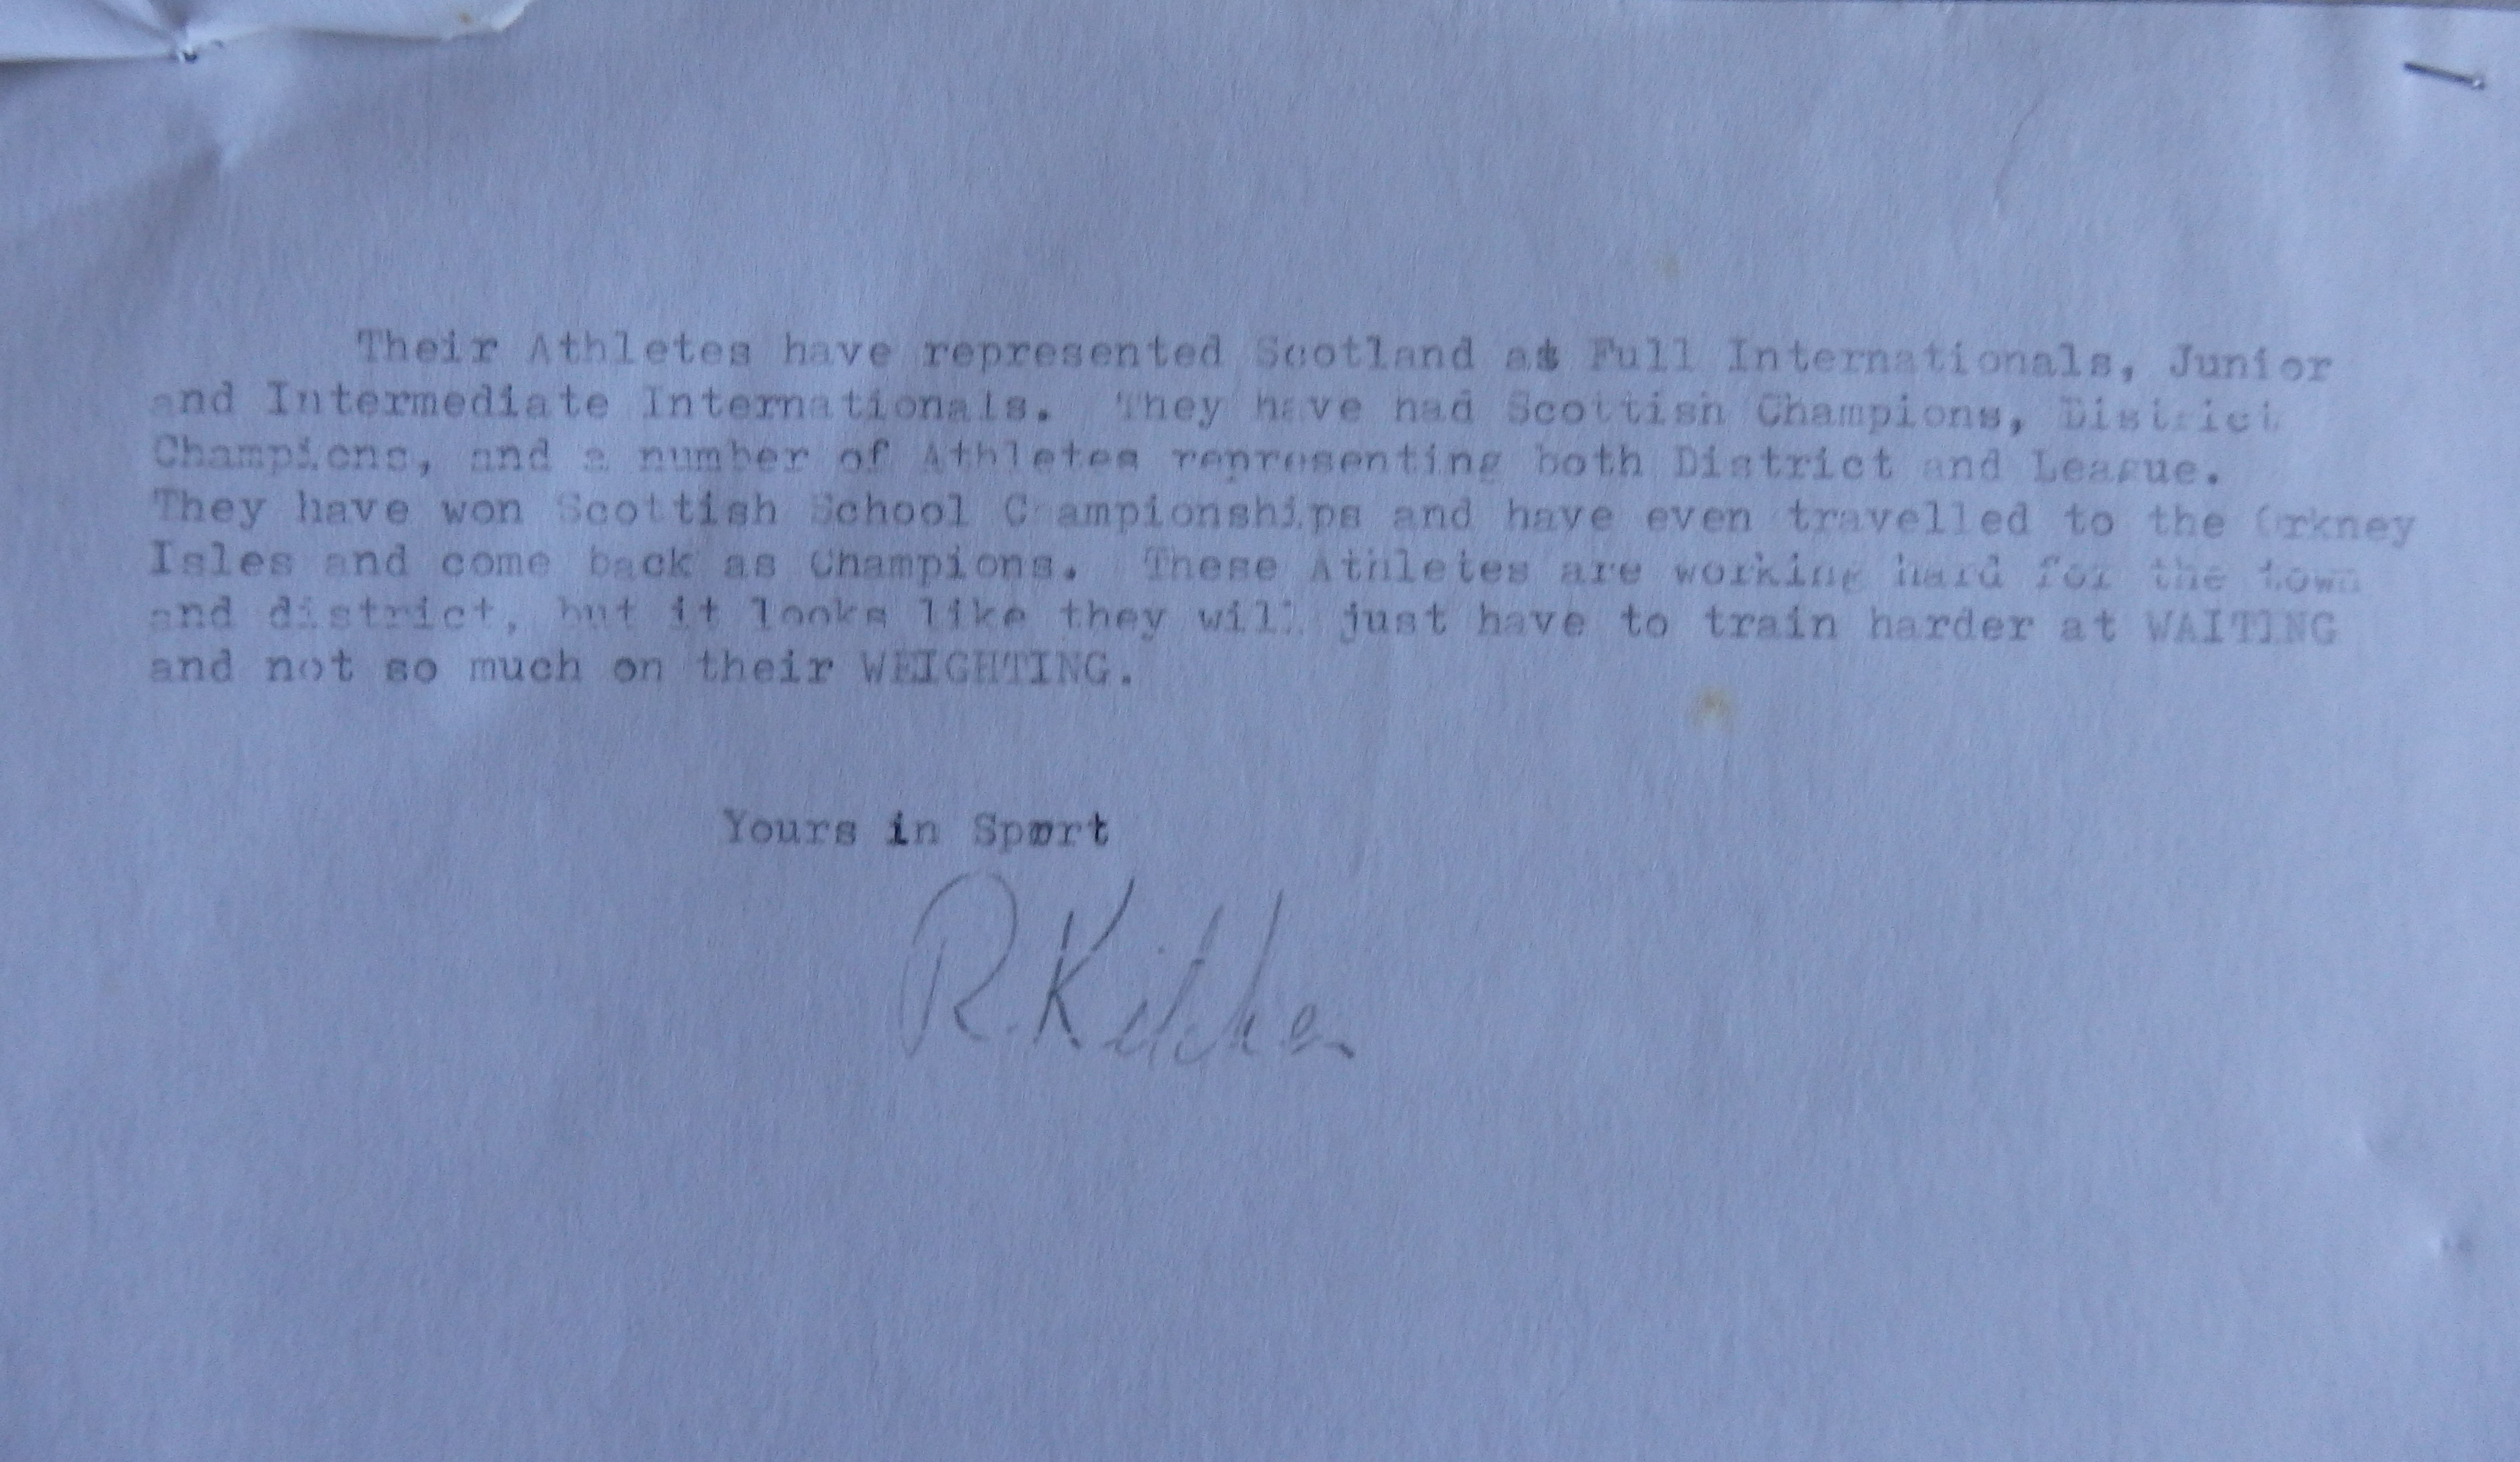 Their Athletes have represented Scotland as Full Internationals, Junior
and Intermediate Internationals. They have had Scottish Champions, District
Champions, and a number of Athletes representing both District and League.
They have won Scottish School Championships and have even travelled to the Orkney
Isles and come back as Champions. These Athletes are working hard for the town
and district, but it looks like they will just have to train harder at WAITING
and not so much on their WEIGHTING.
Yours in Sport
R. Kitchen